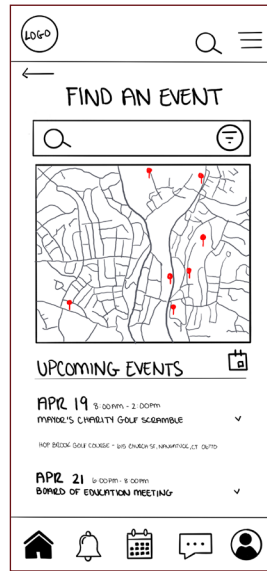 LOGO
FIND AN EVENT
UPCOMING EVENTS
APR 19 8:00AM - 2:00PM
MAYOR'S CHARITY GOLF SCRAMBLE
HOP BROOK GOLF COURSE - 615 CHURCH ST, NAUGATUCK, CT 06770
APR 21 6:00PM - 8:00PM
BOARD OF EDUCATION MEETING